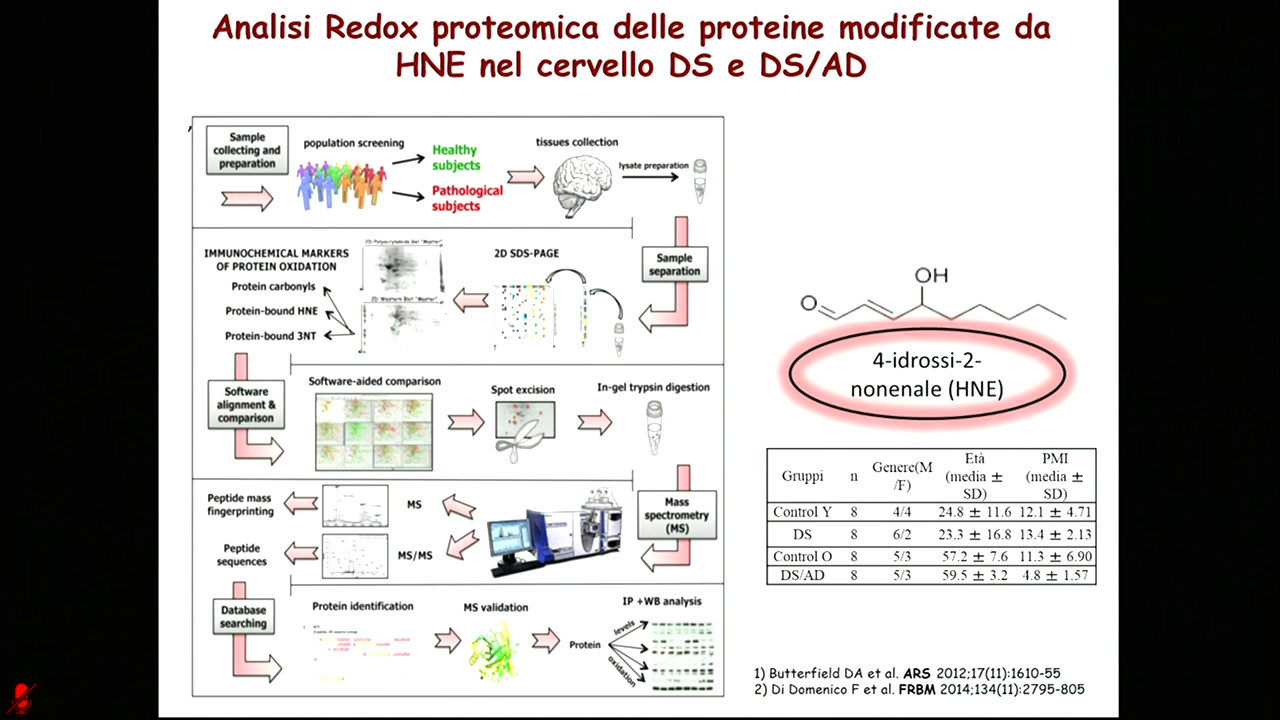 Analisi Redox proteomica delle proteine modificate da
HNE nel cervello DS e DS/AD
Sample
collecting and
preparation
population screening
Healthy
subjects
Pathological
subjects
tissues collection
lysate preparation
IMMUNOCHEMICAL MARKERS
OF PROTEIN OXIDATION
Protein carbonyls
Protein-bound HNE
Protein-bound 3NT
2D Polyacrylamide Gel "Master"
2D Western Blot "Master"
2D SDS-PAGE
Sample
separation
Software
alignment &
comparison
Software-aided comparison
Spot excision
In-gel trypsin digestion
Peptide mass
fingerprinting
MS
Peptide
sequences
MS/MS
Mass
spectrometry
(MS)
Database
searching
Protein identification
MS validation
IP +WB analysis
Protein
levels
oxidation
O
OH
4-idrossi-2-
nonenale (HNE)
Gruppi n Genere(M/F) Età (media ± SD) PMI (media ± SD)
Control Y 8 4/4 24.8 ± 11.6 12.1 ± 4.71
DS 8 6/2 23.3 ± 16.8 13.4 ± 2.13
Control O 8 5/3 57.2 ± 7.6 11.3 ± 6.90
DS/AD 8 5/3 59.5 ± 3.2 4.8 ± 1.57
1) Butterfield DA et al. ARS 2012;17(11):1610-55
2) Di Domenico F et al. FRBM 2014;134(11):2795-805